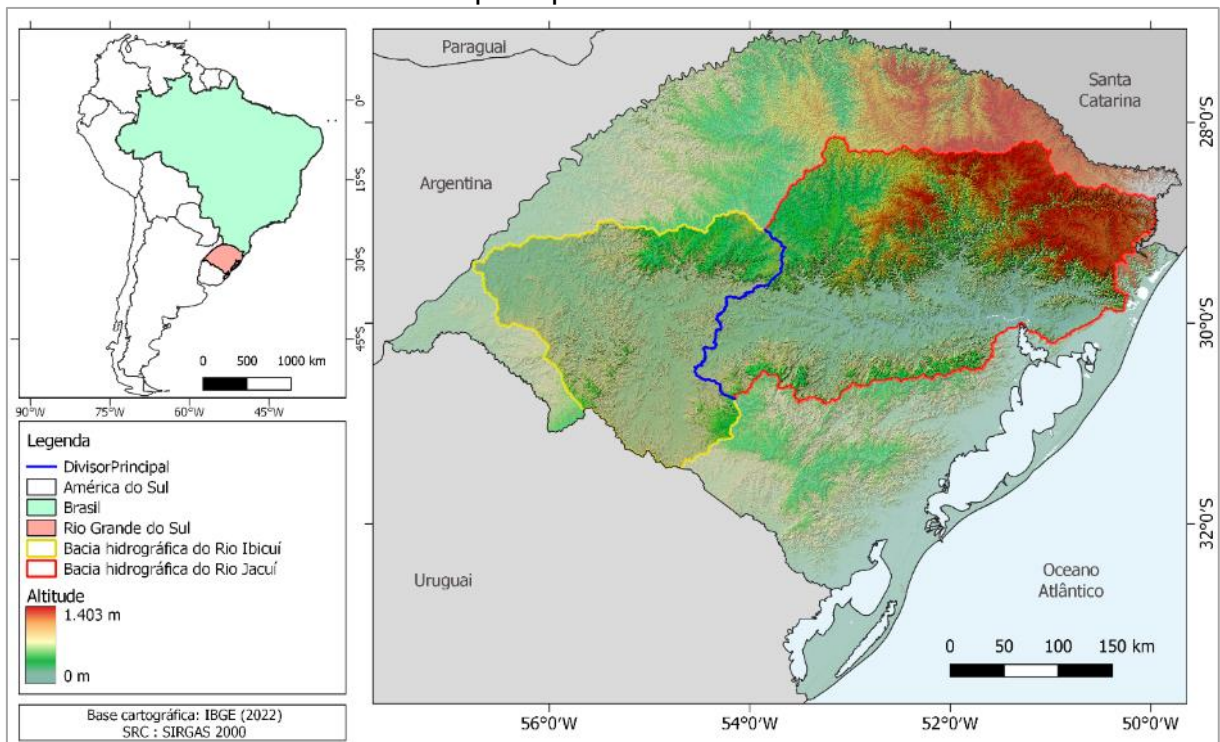 0°
15°S
30°S
45°S
0 500 1000 km
90°W 75°W 60°W 45°W
Legenda
DivisorPrincipal
América do Sul
Brasil
Rio Grande do Sul
Bacia hidrográfica do Rio Ibicuí
Bacia hidrográfica do Rio Jacuí
Altitude
1.403 m
0 m
Base cartográfica: IBGE (2022)
SRC : SIRGAS 2000
Paraguai
Santa
Catarina
Argentina
Uruguai
Oceano
Atlântico
0 50 100 150 km
28°0'S
30°0'S
32°0'S
56°0'W 54°0'W 52°0'W 50°0'W